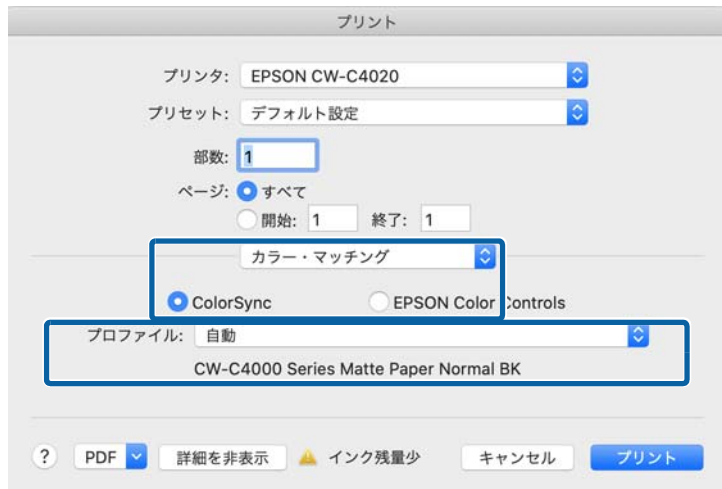 プリント
プリンタ: EPSON CW-C4020
プリセット: デフォルト設定
部数: 1
ページ: すべて
開始: 1 終了: 1
カラー・マッチング
ColorSync EPSON Color Controls
プロファイル: 自動
CW-C4000 Series Matte Paper Normal BK
? PDF 詳細を非表示 インク残量少 キャンセル プリント